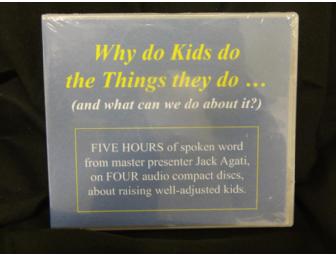 Why do Kids do
the Things they do ...
(and what can we do about it?)
FIVE HOURS of spoken word
from master presenter Jack Agati,
on FOUR audio compact discs,
about raising well-adjusted kids.